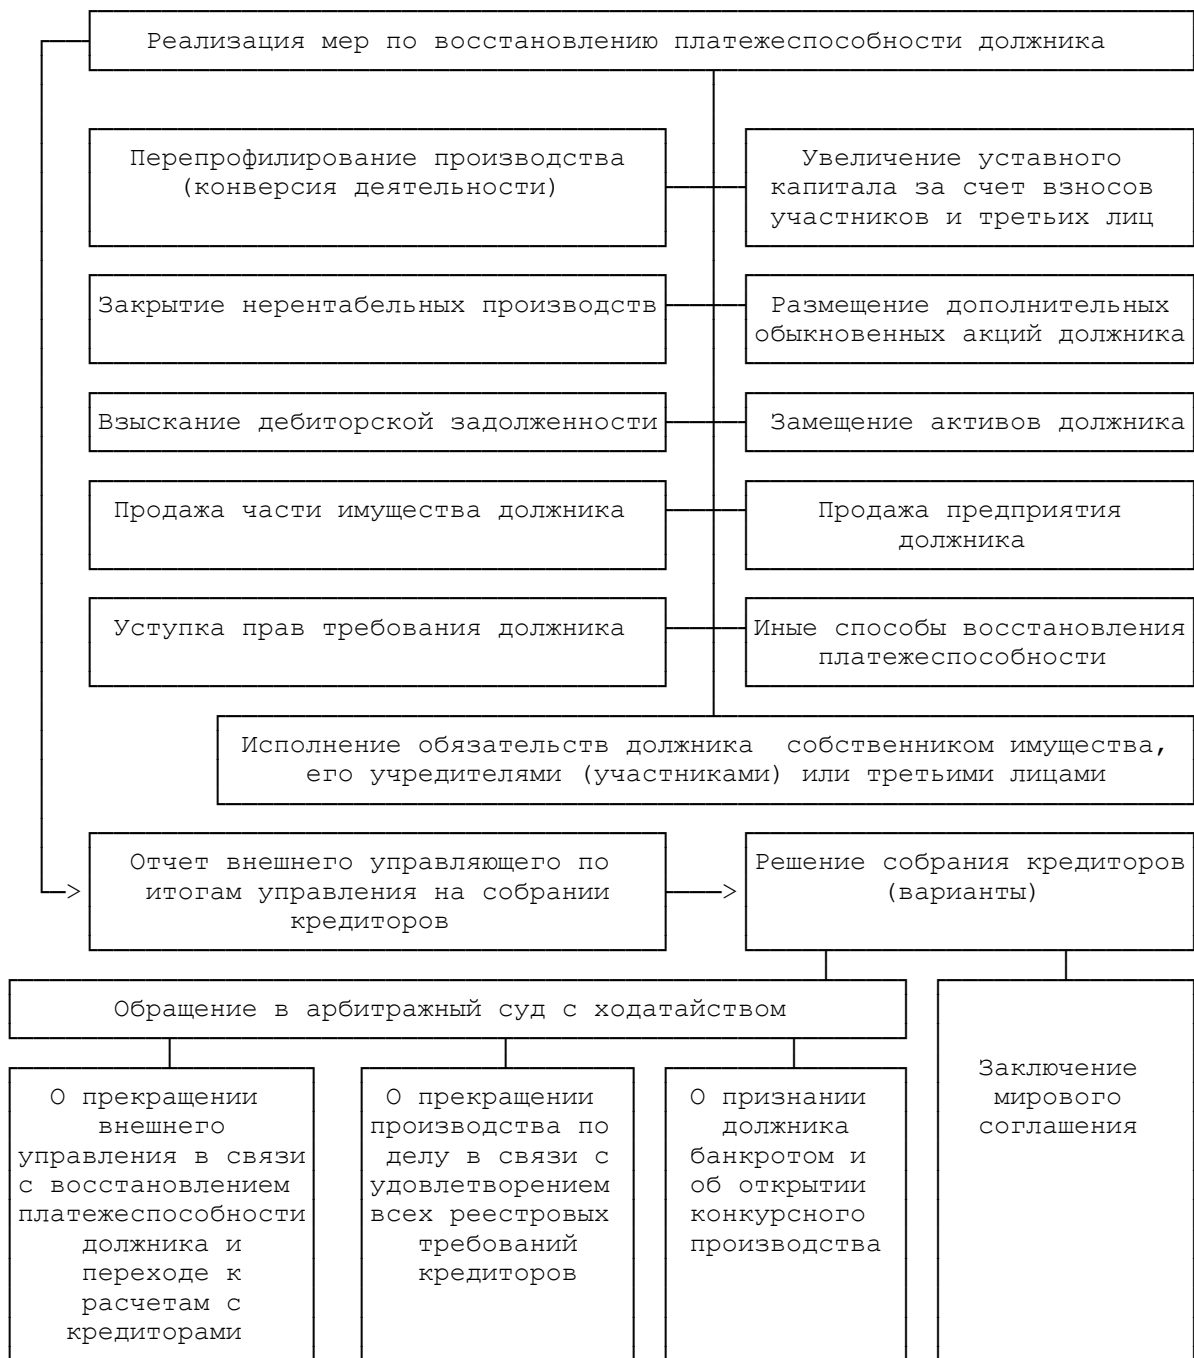 Реализация мер по восстановлению платежеспособности должника
Перепрофилирование производства
(конверсия деятельности)
Увеличение уставного
капитала за счет взносов
участников и третьих лиц
Закрытие нерентабельных производств
Размещение дополнительных
обыкновенных акций должника
Взыскание дебиторской задолженности
Замещение активов должника
Продажа части имущества должника
Продажа предприятия
должника
Уступка прав требования должника
Иные способы восстановления
платежеспособности
Исполнение обязательств должника собственником имущества,
его учредителями (участниками) или третьими лицами
Отчет внешнего управляющего по
итогам управления на собрании
кредиторов
Решение собрания кредиторов
(варианты)
Обращение в арбитражный суд с ходатайством
О прекращении
внешнего
управления в связи
с восстановлением
платежеспособности
должника и
переходе к
расчетам с
кредиторами
О прекращении
производства по
делу в связи с
удовлетворением
всех реестровых
требований
кредиторов
О признании
должника
банкротом и
об открытии
конкурсного
производства
Заключение
мирового
соглашения